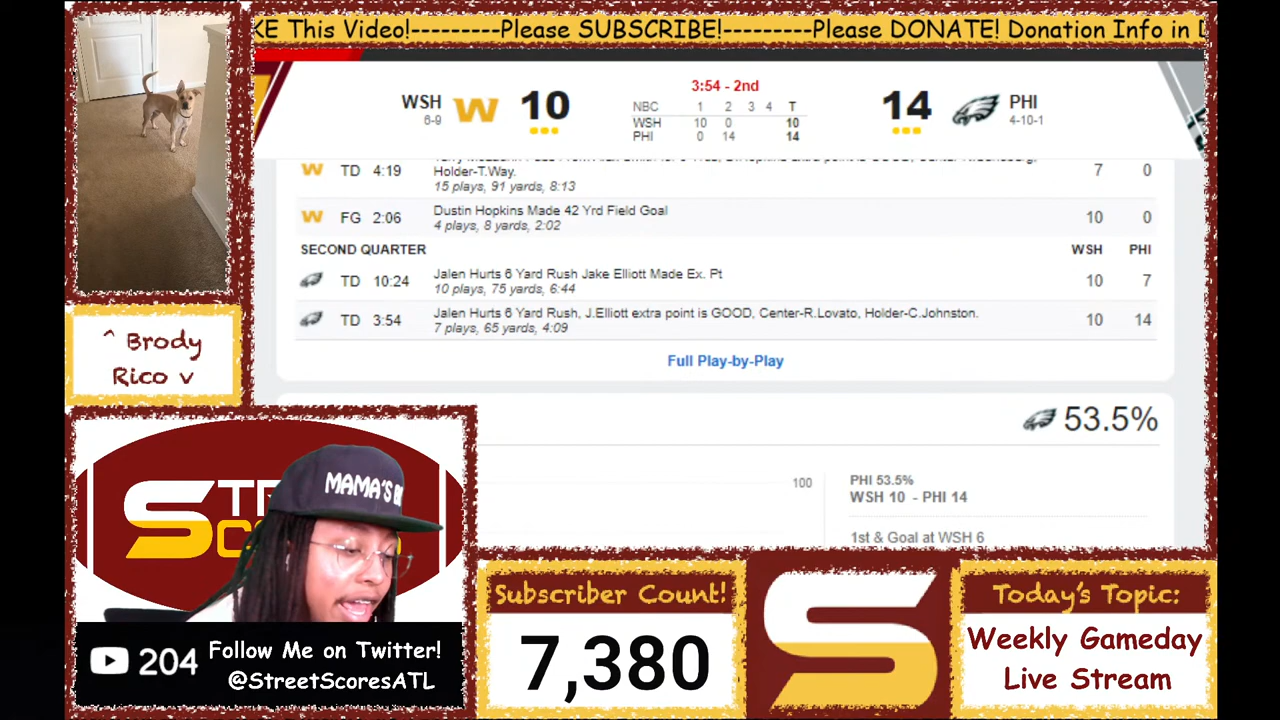 KE This Video!---------Please SUBSCRIBE!---------Please DONATE! Donation Info in
3:54 - 2nd
WSH 10 14 PHI
6-9 4-10-1
NBC 1 2 3 4 T
WSH 10 0 10
PHI 0 14 14
TD 4:19 7 0
Holder-T.Way.
15 plays, 91 yards, 8:13
FG 2:06 Dustin Hopkins Made 42 Yrd Field Goal 10 0
4 plays, 8 yards, 2:02
SECOND QUARTER WSH PHI
TD 10:24 Jalen Hurts 6 Yard Rush Jake Elliott Made Ex. Pt 10 7
10 plays, 75 yards, 6:44
TD 3:54 Jalen Hurts 6 Yard Rush, J.Elliott extra point is GOOD, Center-R.Lovato, Holder-C.Johnston. 10 14
7 plays, 65 yards, 4:09
Full Play-by-Play
53.5%
100
PHI 53.5%
WSH 10 - PHI 14
1st & Goal at WSH 6
^ Brody
Rico v
MAMA'S
204
Follow Me on Twitter!
@StreetScoresATL
Subscriber Count!
7,380
Today's Topic:
Weekly Gameday
Live Stream